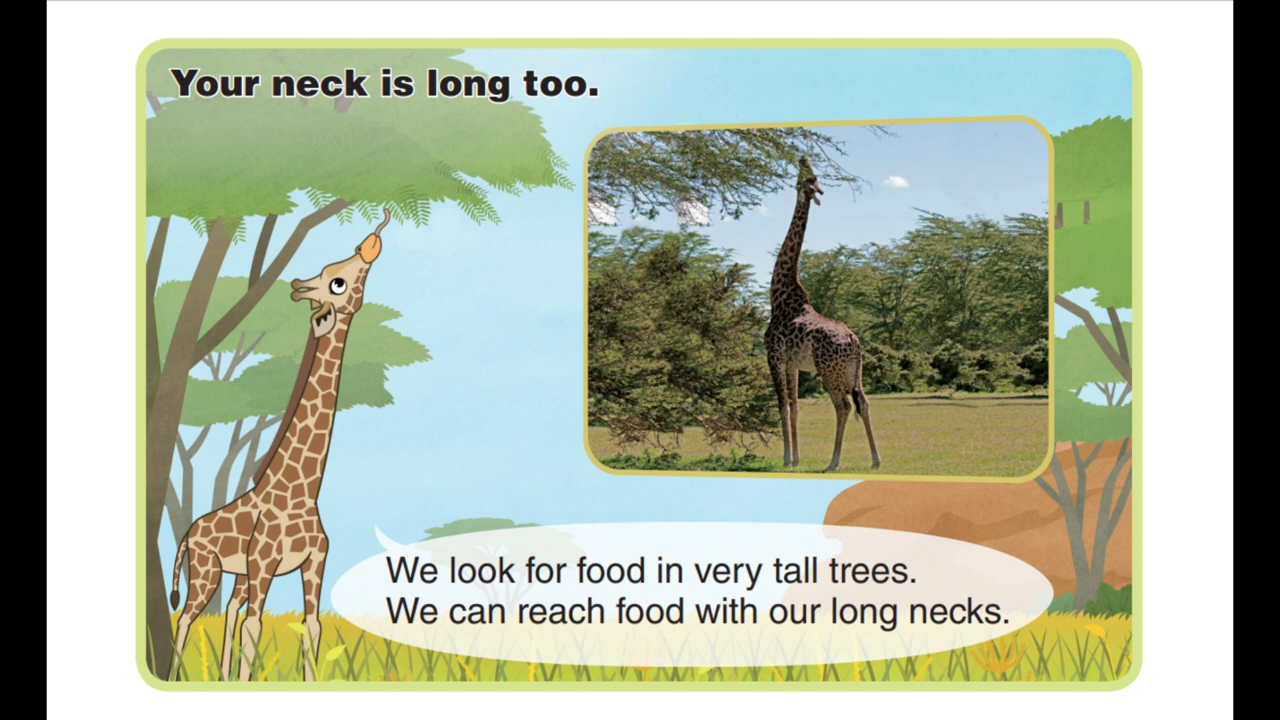 Your neck is long too.
We look for food in very tall trees.
We can reach food with our long necks.